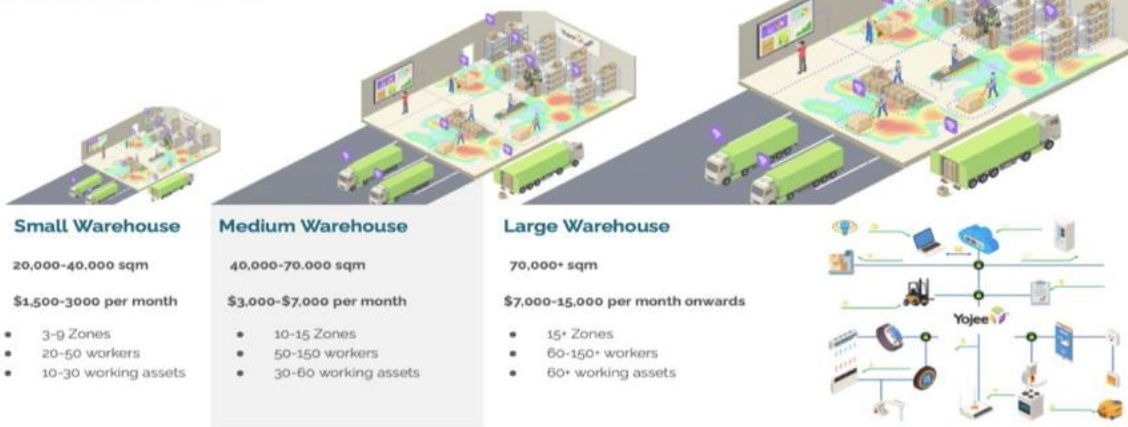 Small Warehouse
20,000-40,000 sqm
$1,500-3000 per month
• 3-9 Zones
• 20-50 workers
• 10-30 working assets
Medium Warehouse
40,000-70.000 sqm
$3,000-$7,000 per month
• 10-15 Zones
• 50-150 workers
• 30-60 working assets
Large Warehouse
70,000+ sqm
$7,000-15,000 per month onwards
• 15+ Zones
• 60-150+ workers
• 60+ working assets
Yojee
Yojee